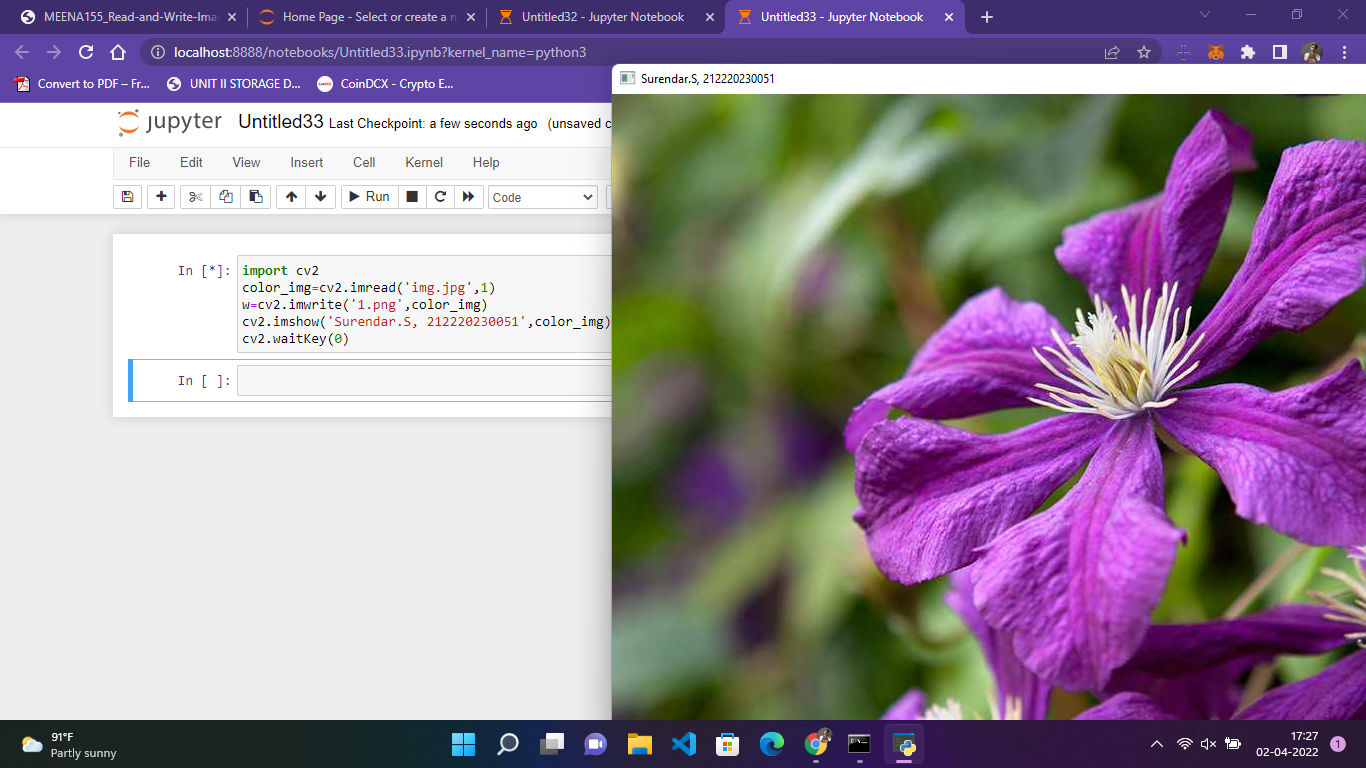 MEENA155_Read-and-Write-Ima
Home Page - Select or create a n
Untitled32 - Jupyter Notebook
Untitled33 - Jupyter Notebook
localhost:8888/notebooks/Untitled33.ipynb?kernel_name=python3
Convert to PDF – Fr...
UNIT II STORAGE D...
CoinDCX - Crypto E...
Surendar.S, 212220230051
jupyter Untitled33 Last Checkpoint: a few seconds ago (unsaved c
File Edit View Insert Cell Kernel Help
Run Code
In [*]: import cv2
color_img=cv2.imread('img.jpg',1)
w=cv2.imwrite('1.png',color_img)
cv2.imshow('Surendar.S, 212220230051',color_img)
cv2.waitKey(0)
In [ ]:
91°F
Partly sunny
17:27
02-04-2022
1